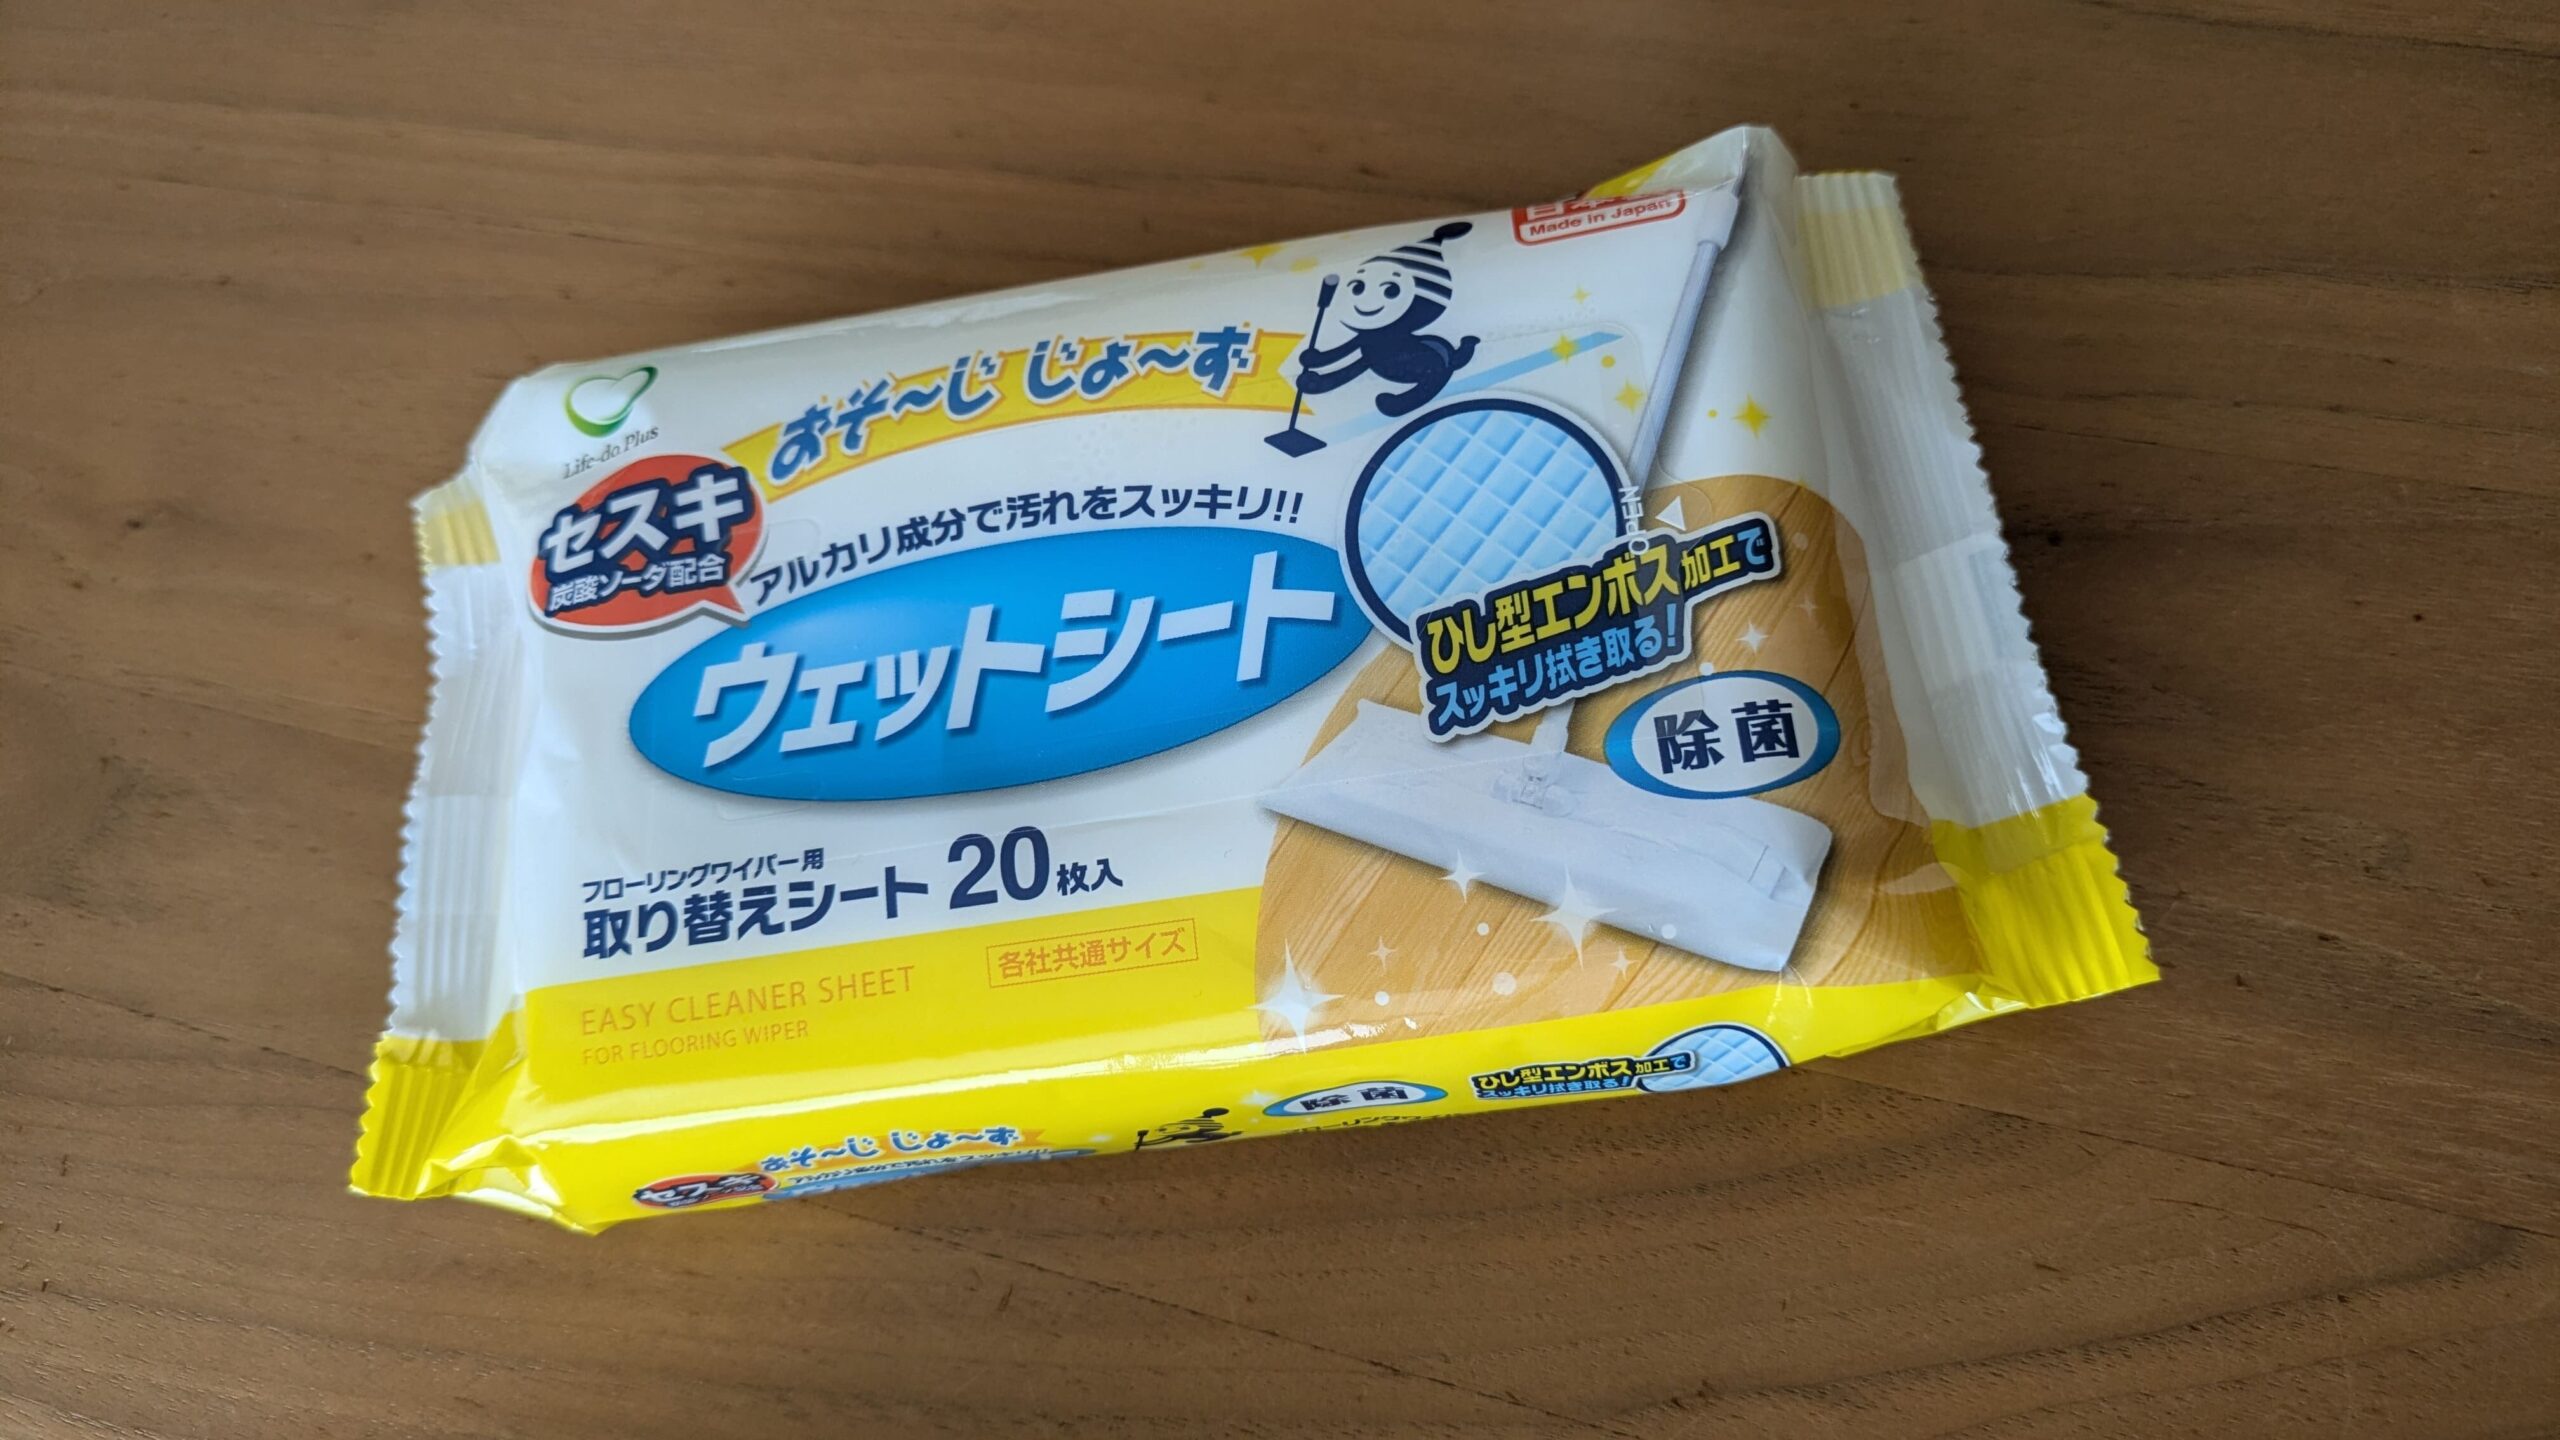 Made in Japan
Life-do Plus
おそ～じ じょ～ず
セスキ
炭酸ソーダ配合
アルカリ成分で汚れをスッキリ!!
ウェットシート
OPEN
ひし型エンボス加工で
スッキリ拭き取る!
除菌
フローリングワイパー用
取り替えシート 20枚入
各社共通サイズ
EASY CLEANER SHEET
FOR FLOORING WIPER
ひし型エンボス加工で
スッキリ拭き取る!
除菌
おそ～じ じょ～ず
セスキ